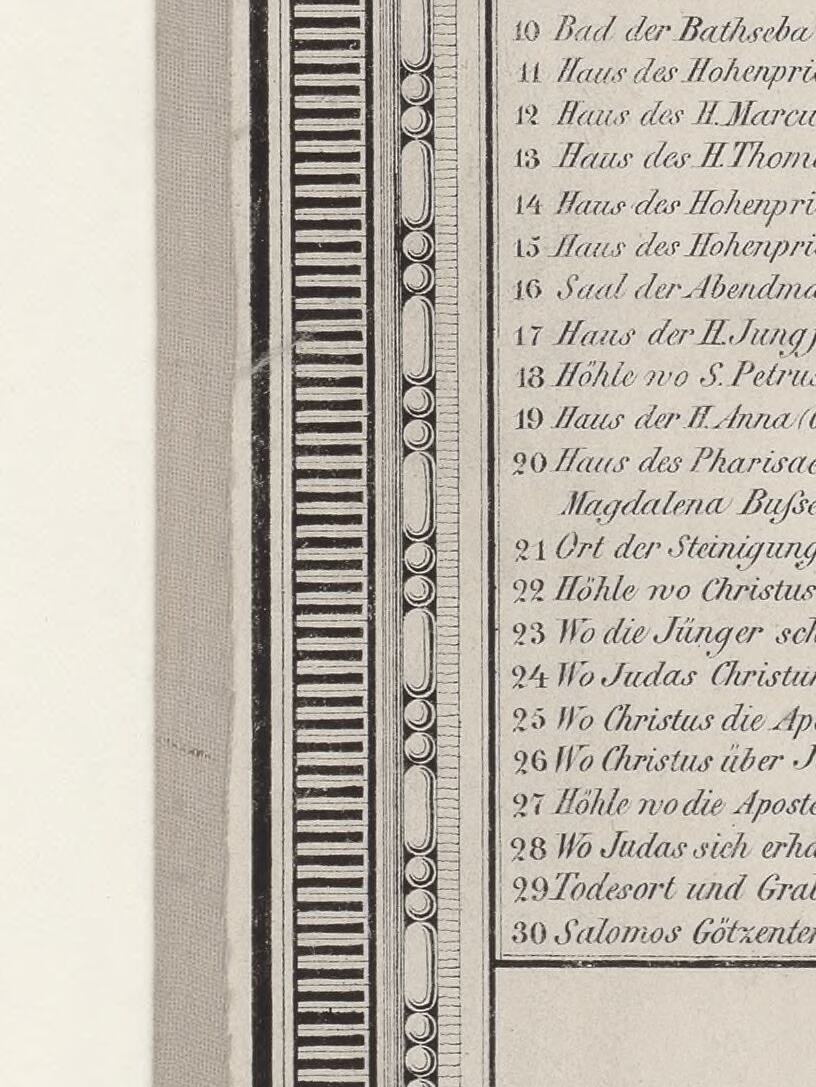 10 Bad der Bathseba
11 Haus des Hohenpri
12 Haus des H. Marcu
13 Haus des H. Thom
14 Haus des Hohenpri
15 Haus des Hohenpri
16 Saal der Abendma
17 Haus der H. Jungf
18 Höhle wo S. Petrus
19 Haus der H. Anna (
20 Haus des Pharisae
Magdalena Buſse
21 Ort der Steinigung
22 Höhle wo Christus
23 Wo die Jünger sch
24 Wo Judas Christu
25 Wo Christus die Ap
26 Wo Christus über J
27 Höhle wo die Aposte
28 Wo Judas sich erha
29 Todesort und Grab
30 Salomos Götzente